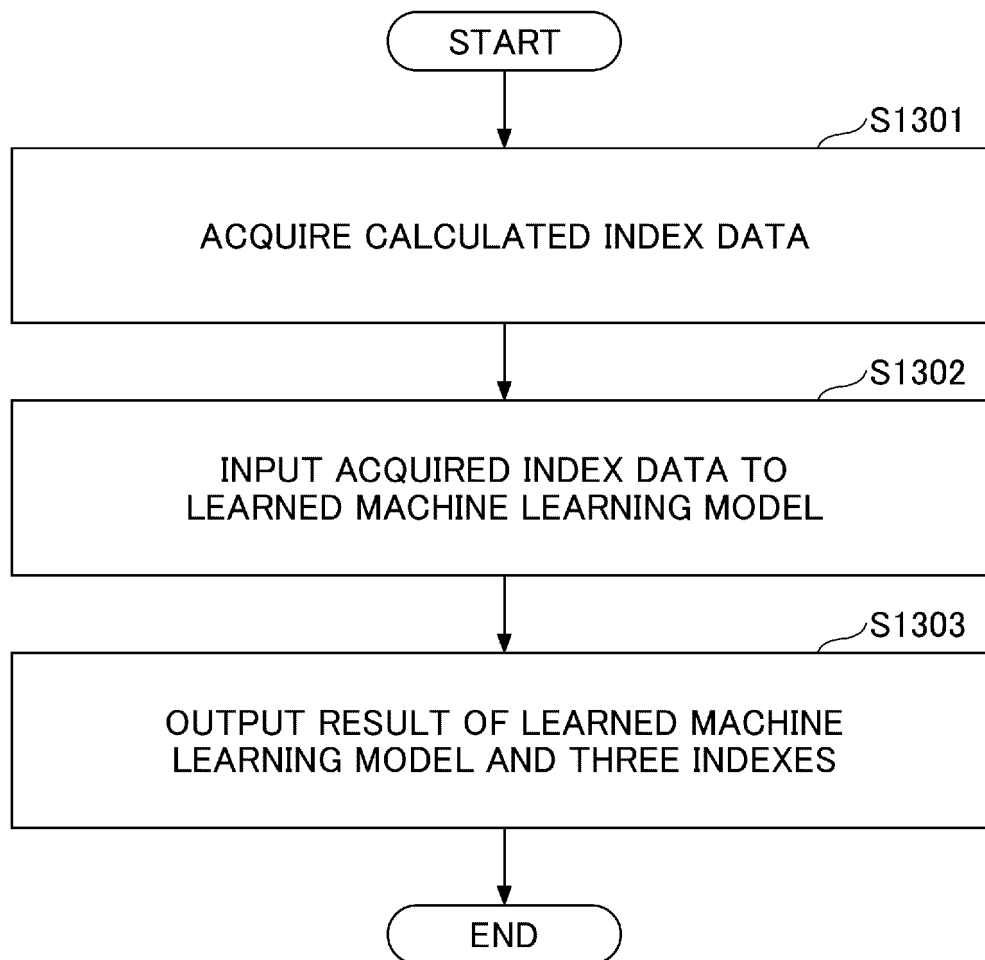 START
S1301
ACQUIRE CALCULATED INDEX DATA
S1302
INPUT ACQUIRED INDEX DATA TO
LEARNED MACHINE LEARNING MODEL
S1303
OUTPUT RESULT OF LEARNED MACHINE
LEARNING MODEL AND THREE INDEXES
END